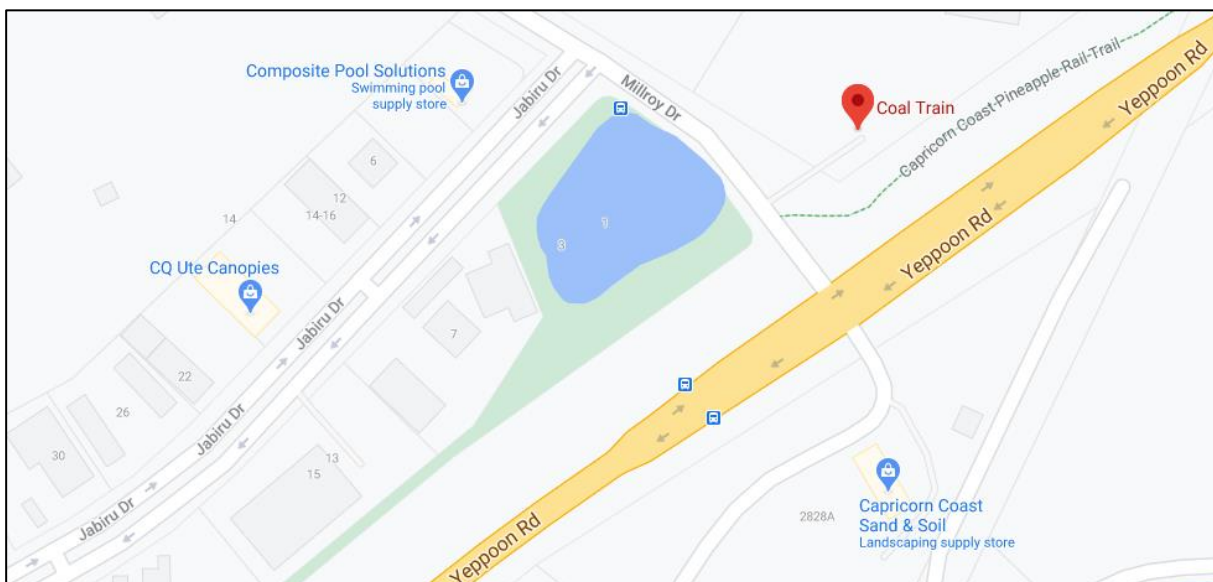 Composite Pool Solutions
Swimming pool
supply store
Jabiru Dr
Millroy Dr
Coal Train
Capricorn Coast-Pineapple-Rail-Trail
Yeppoon Rd
6
12
14-16
14
1
3
Yeppoon Rd
CQ Ute Canopies
Jabiru Dr
7
22
26
Jabiru Dr
30
13
15
Capricorn Coast
Sand & Soil
Landscaping supply store
2828A
Jabiru Dr
Yeppoon Rd